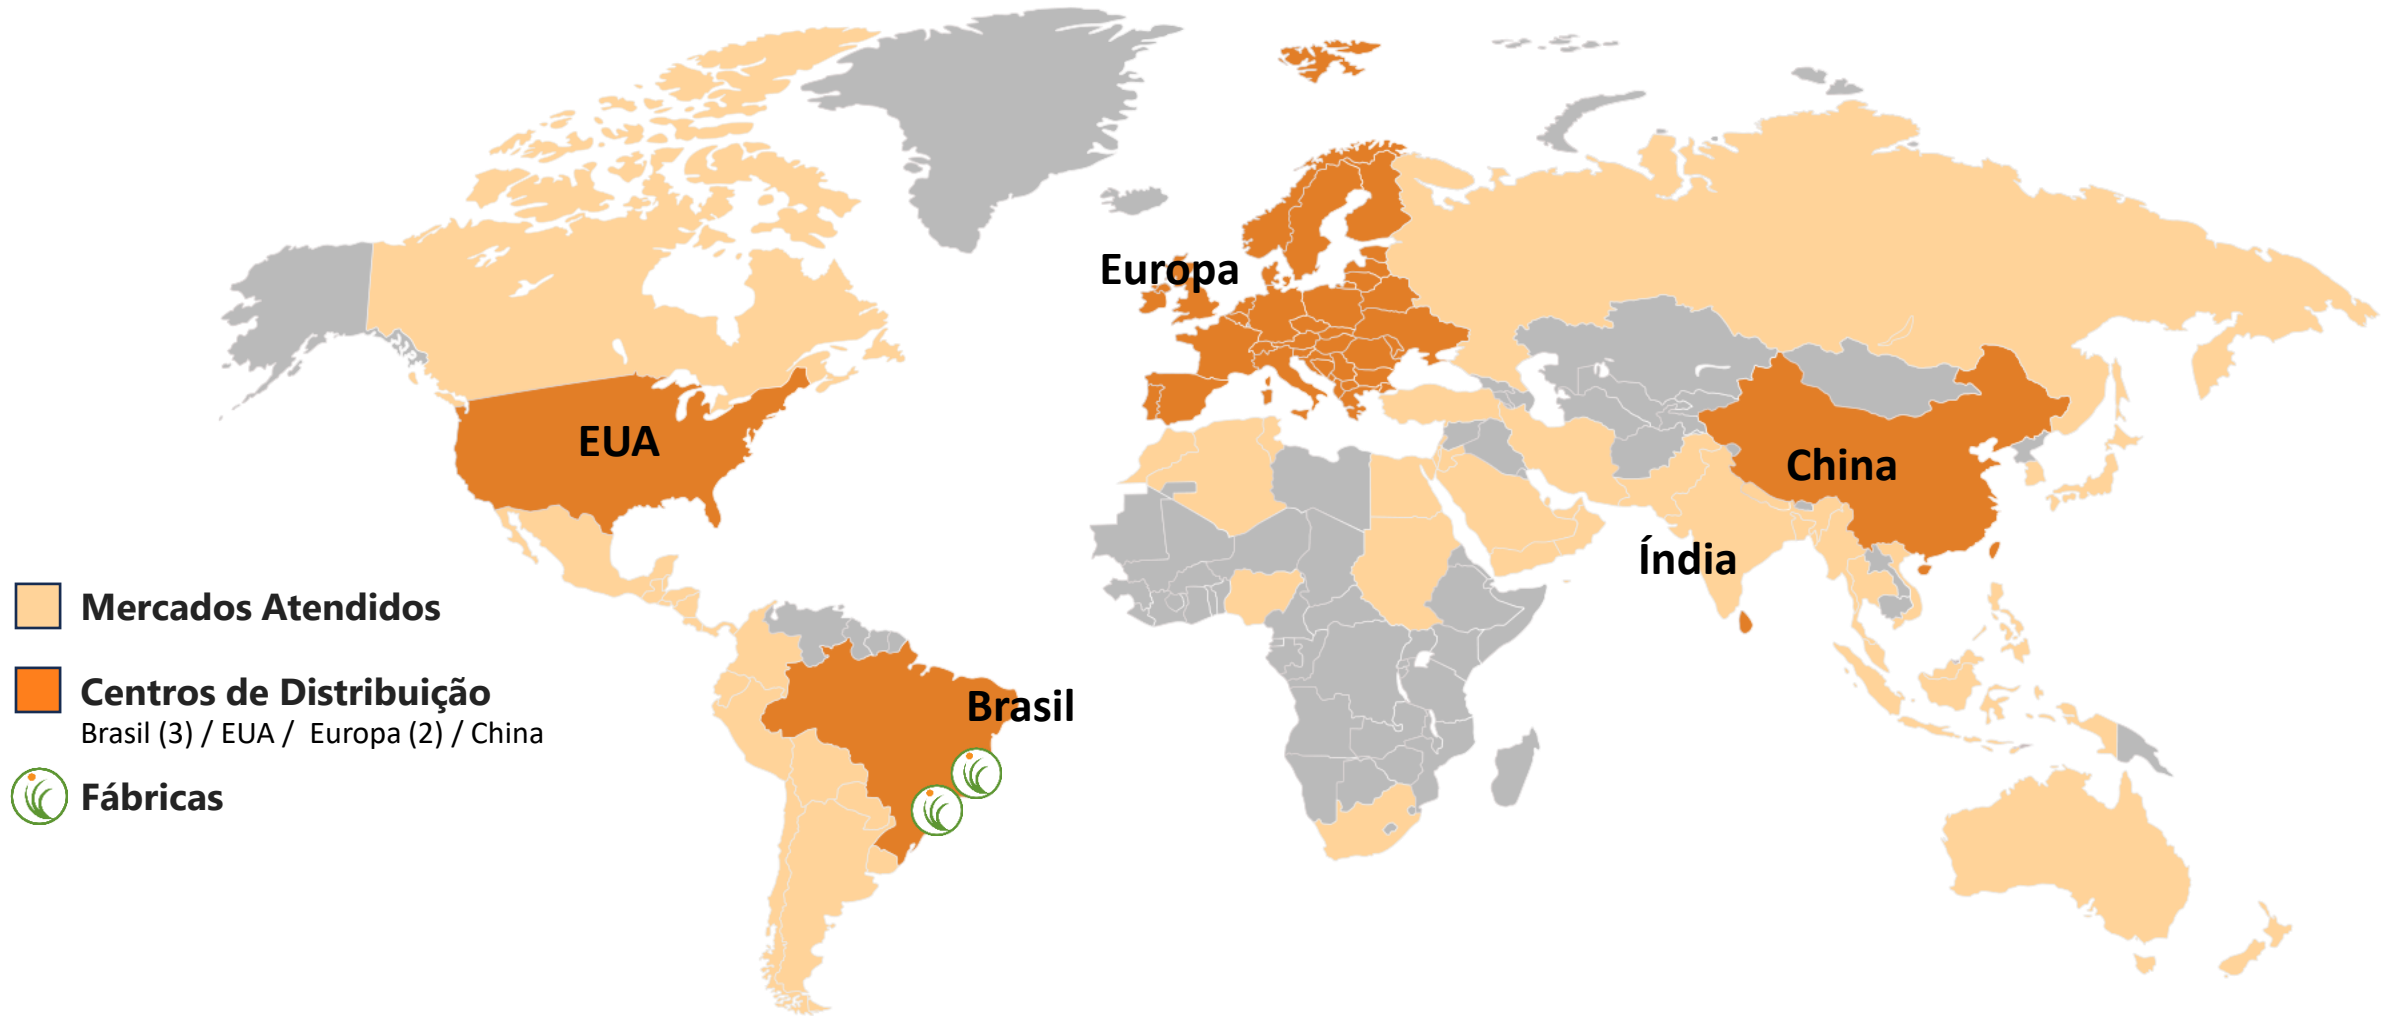 Europa
EUA
China
Índia
Mercados Atendidos
Centros de Distribuição
Brasil (3) / EUA /  Europa (2) / China
Brasil
Fábricas